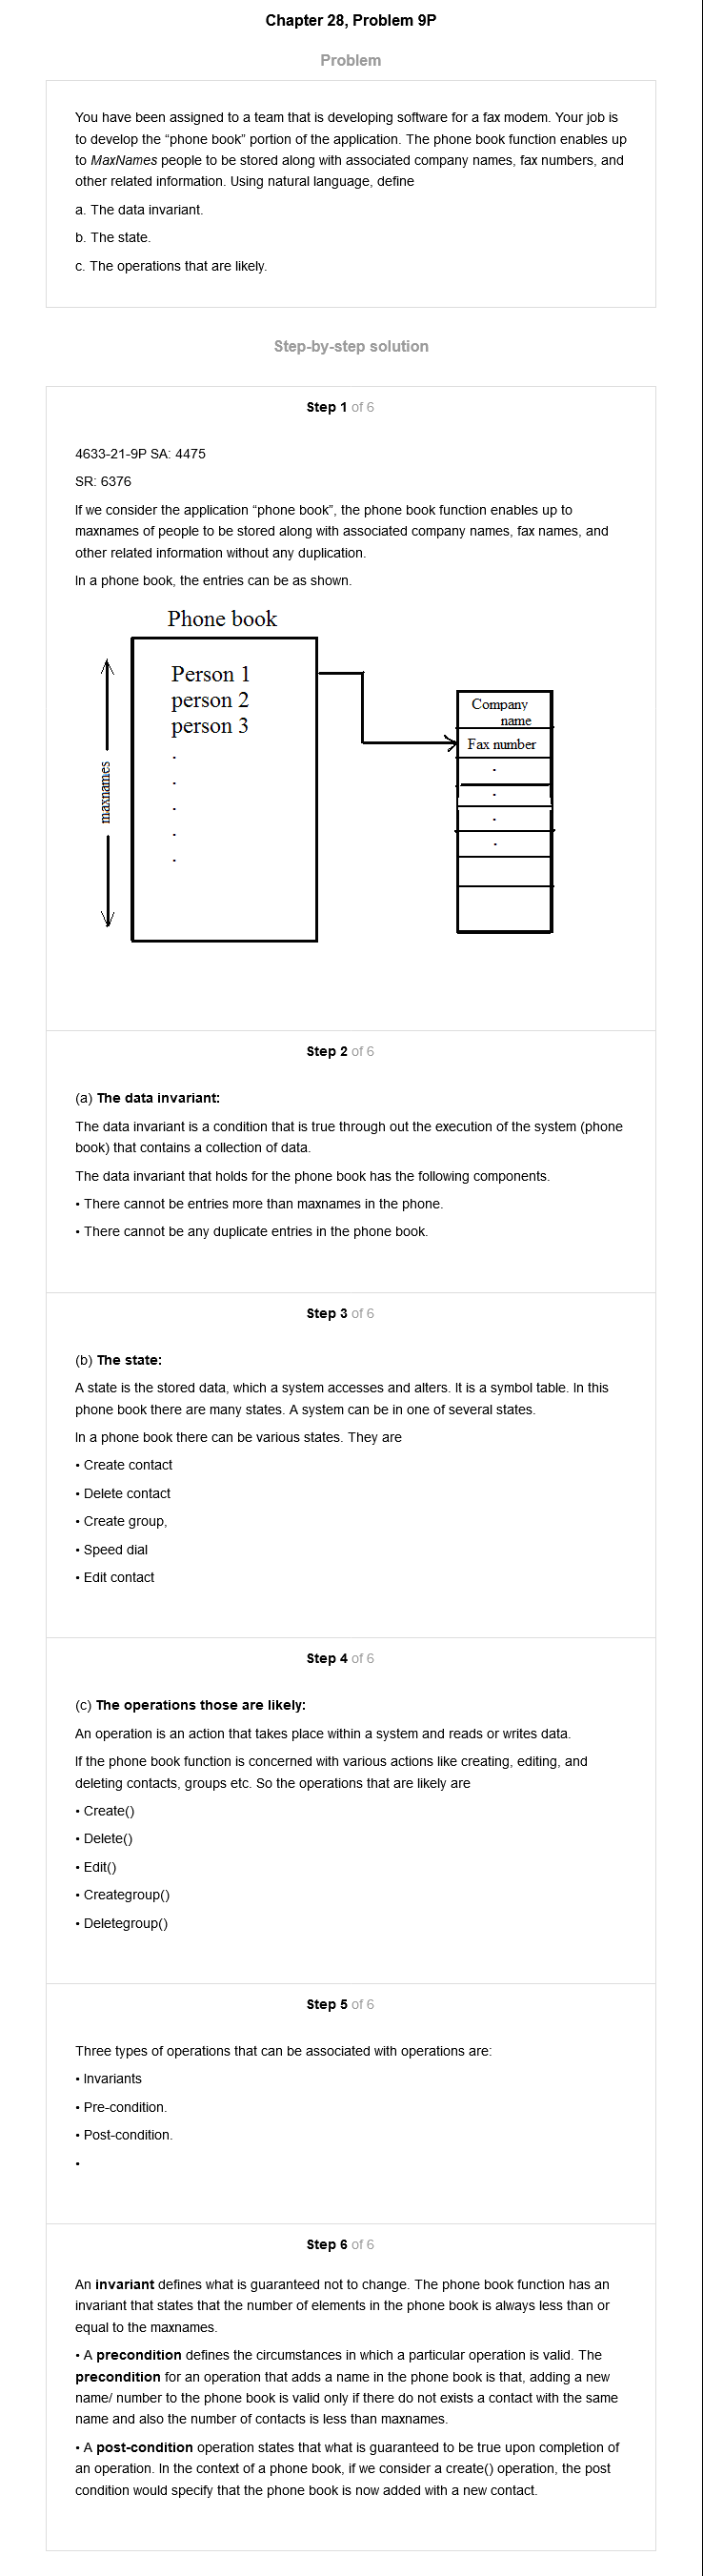 Chapter 28, Problem 9P
Problem
You have been assigned to a team that is developing software for a fax modem. Your job is
to develop the “phone book” portion of the application. The phone book function enables up
to MaxNames people to be stored along with associated company names, fax numbers, and
other related information. Using natural language, define
a. The data invariant.
b. The state.
c. The operations that are likely.
Step-by-step solution
Step 1 of 6
4633-21-9P SA: 4475
SR: 6376
If we consider the application “phone book”, the phone book function enables up to
maxnames of people to be stored along with associated company names, fax names, and
other related information without any duplication.
In a phone book, the entries can be as shown.
Phone book
Person 1
person 2
person 3
.
.
.
.
.
maxnames
Company
name
Fax number
.
.
.
.
Step 2 of 6
(a) The data invariant:
The data invariant is a condition that is true through out the execution of the system (phone
book) that contains a collection of data.
The data invariant that holds for the phone book has the following components.
• There cannot be entries more than maxnames in the phone.
• There cannot be any duplicate entries in the phone book.
Step 3 of 6
(b) The state:
A state is the stored data, which a system accesses and alters. It is a symbol table. In this
phone book there are many states. A system can be in one of several states.
In a phone book there can be various states. They are
• Create contact
• Delete contact
• Create group,
• Speed dial
• Edit contact
Step 4 of 6
(c) The operations those are likely:
An operation is an action that takes place within a system and reads or writes data.
If the phone book function is concerned with various actions like creating, editing, and
deleting contacts, groups etc. So the operations that are likely are
• Create()
• Delete()
• Edit()
• Creategroup()
• Deletegroup()
Step 5 of 6
Three types of operations that can be associated with operations are:
• Invariants
• Pre-condition.
• Post-condition.
•
Step 6 of 6
An invariant defines what is guaranteed not to change. The phone book function has an
invariant that states that the number of elements in the phone book is always less than or
equal to the maxnames.
• A precondition defines the circumstances in which a particular operation is valid. The
precondition for an operation that adds a name in the phone book is that, adding a new
name/ number to the phone book is valid only if there do not exists a contact with the same
name and also the number of contacts is less than maxnames.
• A post-condition operation states that what is guaranteed to be true upon completion of
an operation. In the context of a phone book, if we consider a create() operation, the post
condition would specify that the phone book is now added with a new contact.